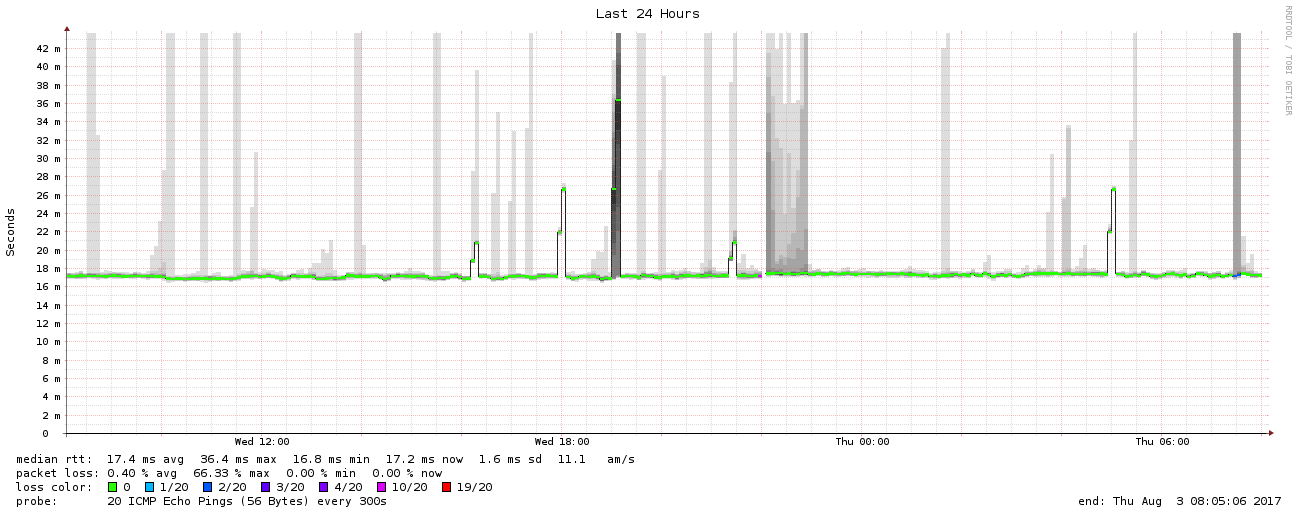 Last 24 Hours
RRDTOOL / TOBI OETIKER
Seconds
42 m
40 m
38 m
36 m
34 m
32 m
30 m
28 m
26 m
24 m
22 m
20 m
18 m
16 m
14 m
12 m
10 m
8 m
6 m
4 m
2 m
0
Wed 12:00 Wed 18:00 Thu 00:00 Thu 06:00
median rtt: 17.4 ms avg 36.4 ms max 16.8 ms min 17.2 ms now 1.6 ms sd 11.1 am/s
packet loss: 0.40 % avg 66.33 % max 0.00 % min 0.00 % now
loss color: 0 1/20 2/20 3/20 4/20 10/20 19/20
probe: 20 ICMP Echo Pings (56 Bytes) every 300s end: Thu Aug 3 08:05:06 2017